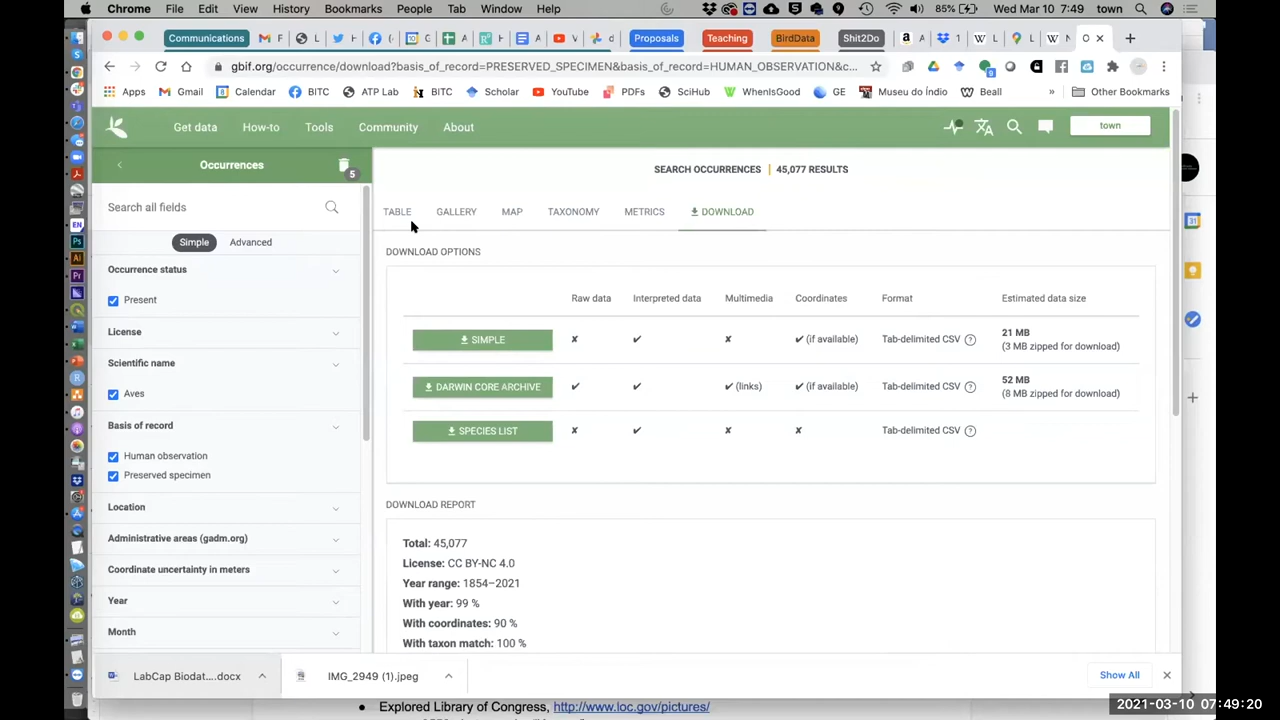 Chrome File Edit View History Bookmarks People Tab Window Help 85% Wed Mar 10 7:49 town
Communications Proposals Teaching BirdData Shit2Do
gbif.org/occurrence/download?basis_of_record=PRESERVED_SPECIMEN&basis_of_record=HUMAN_OBSERVATION&c...
Apps Gmail Calendar BITC ATP Lab BITC Scholar YouTube PDFs SciHub WhenIsGood GE Museu do Índio Beall » Other Bookmarks
Get data How-to Tools Community About town
Occurrences 5
SEARCH OCCURRENCES | 45,077 RESULTS
Search all fields
TABLE GALLERY MAP TAXONOMY METRICS DOWNLOAD
Simple Advanced
DOWNLOAD OPTIONS
Occurrence status
Present
License
Scientific name
Aves
Basis of record
Human observation
Preserved specimen
Location
Administrative areas (gadm.org)
Coordinate uncertainty in meters
Year
Month
Raw data Interpreted data Multimedia Coordinates Format Estimated data size
SIMPLE ✗ ✔ ✗ ✔ (if available) Tab-delimited CSV ? 21 MB
(3 MB zipped for download)
DARWIN CORE ARCHIVE ✔ ✔ ✔ (links) ✔ (if available) Tab-delimited CSV ? 52 MB
(8 MB zipped for download)
SPECIES LIST ✗ ✔ ✗ ✗ Tab-delimited CSV ?
DOWNLOAD REPORT
Total: 45,077
License: CC BY-NC 4.0
Year range: 1854–2021
With year: 99 %
With coordinates: 90 %
With taxon match: 100 %
LabCap Biodat....docx IMG_2949 (1).jpeg Show All
Explored Library of Congress, http://www.loc.gov/pictures/
2021-03-10 07:49:20